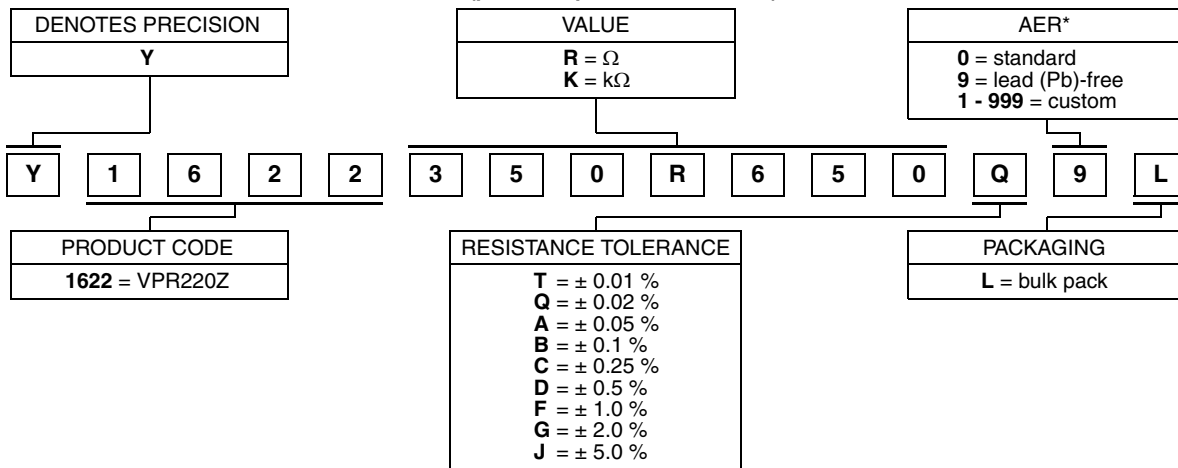 DENOTES PRECISION
Y
VALUE
R = Ω
K = kΩ
AER*
0 = standard
9 = lead (Pb)-free
1 - 999 = custom
Y 1 6 2 2 3 5 0 R 6 5 0 Q 9 L
PRODUCT CODE
1622 = VPR220Z
RESISTANCE TOLERANCE
T = ± 0.01 %
Q = ± 0.02 %
A = ± 0.05 %
B = ± 0.1 %
C = ± 0.25 %
D = ± 0.5 %
F = ± 1.0 %
G = ± 2.0 %
J = ± 5.0 %
PACKAGING
L = bulk pack